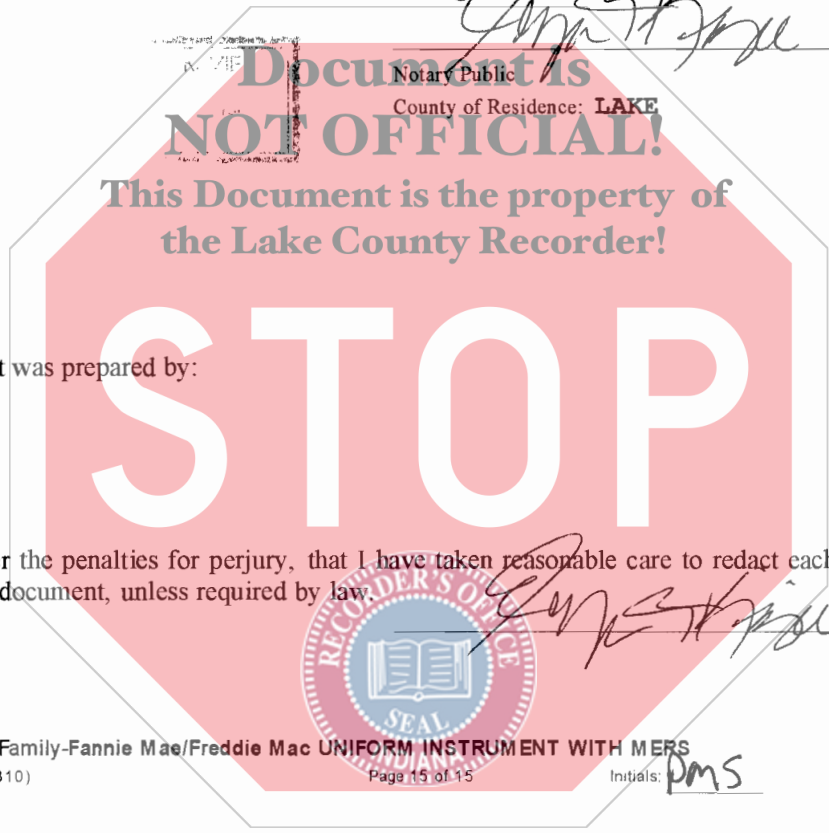 Document is
Notary Public
County of Residence: LAKE
NOT OFFICIAL!
This Document is the property of
the Lake County Recorder!
STOP
t was prepared by:
r the penalties for perjury, that I have taken reasonable care to redact each
document, unless required by law.
RECORDER'S OFFICE
SEAL
INDIANA
Family-Fannie Mae/Freddie Mac UNIFORM INSTRUMENT WITH MERS
310)
Page 15 of 15
Initials: DMS